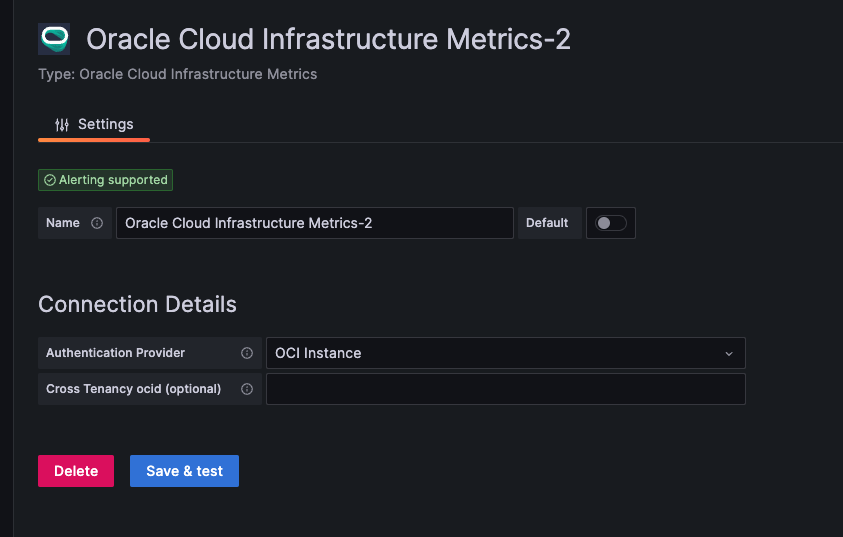 Oracle Cloud Infrastructure Metrics-2
Type: Oracle Cloud Infrastructure Metrics
Settings
Alerting supported
Name Oracle Cloud Infrastructure Metrics-2 Default
Connection Details
Authentication Provider OCI Instance
Cross Tenancy ocid (optional)
Delete Save & test